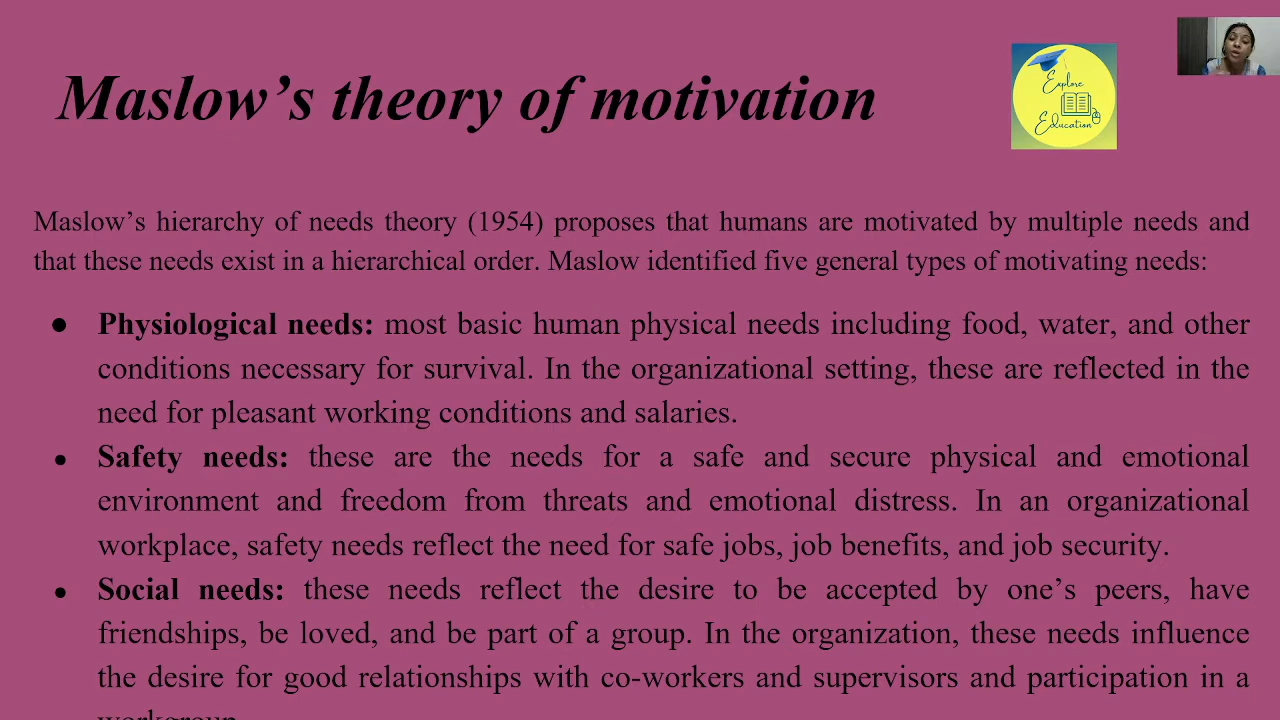 Maslow’s theory of motivation
Explore
Education
Maslow’s hierarchy of needs theory (1954) proposes that humans are motivated by multiple needs and
that these needs exist in a hierarchical order. Maslow identified five general types of motivating needs:
● Physiological needs: most basic human physical needs including food, water, and other
conditions necessary for survival. In the organizational setting, these are reflected in the
need for pleasant working conditions and salaries.
● Safety needs: these are the needs for a safe and secure physical and emotional
environment and freedom from threats and emotional distress. In an organizational
workplace, safety needs reflect the need for safe jobs, job benefits, and job security.
● Social needs: these needs reflect the desire to be accepted by one’s peers, have
friendships, be loved, and be part of a group. In the organization, these needs influence
the desire for good relationships with co-workers and supervisors and participation in a
workgroup.